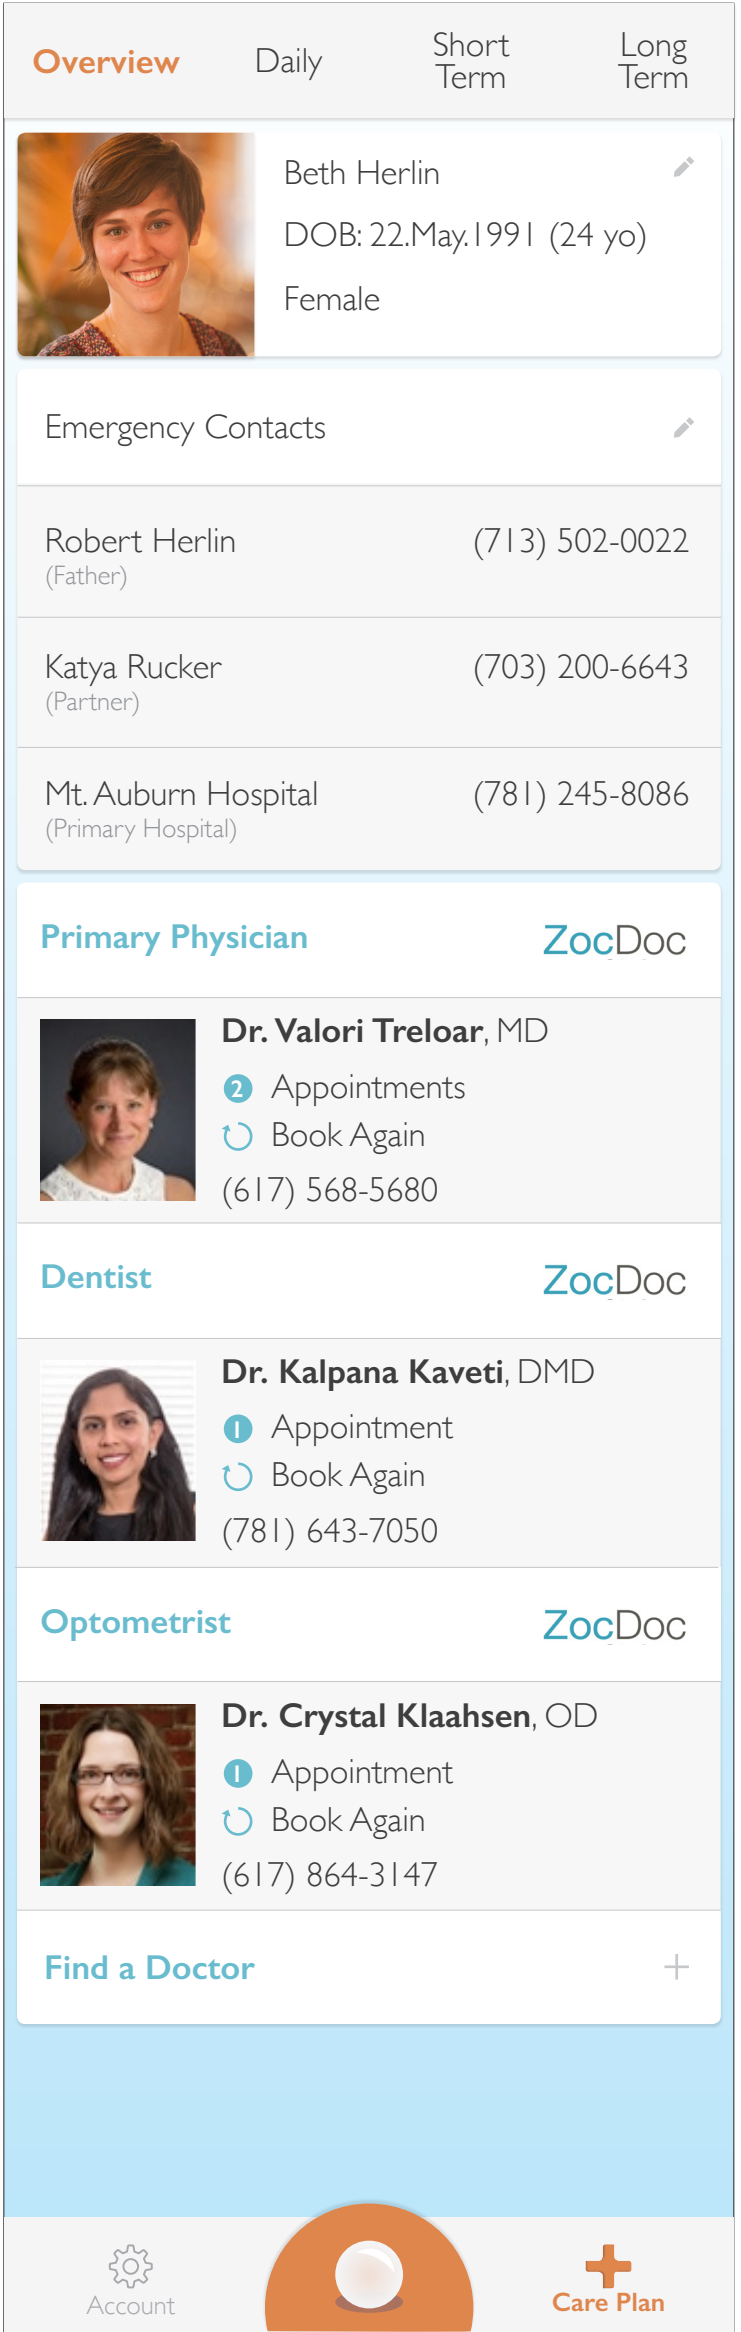 Overview
Daily
Short
Term
Long
Term
Beth Herlin
DOB: 22.May.1991 (24 yo)
Female
Emergency Contacts
Robert Herlin (713) 502-0022
(Father)
Katya Rucker (703) 200-6643
(Partner)
Mt. Auburn Hospital (781) 245-8086
(Primary Hospital)
Primary Physician ZocDoc
Dr. Valori Treloar, MD
2 Appointments
Book Again
(617) 568-5680
Dentist ZocDoc
Dr. Kalpana Kaveti, DMD
1 Appointment
Book Again
(781) 643-7050
Optometrist ZocDoc
Dr. Crystal Klaahsen, OD
1 Appointment
Book Again
(617) 864-3147
Find a Doctor +
Account
Care Plan